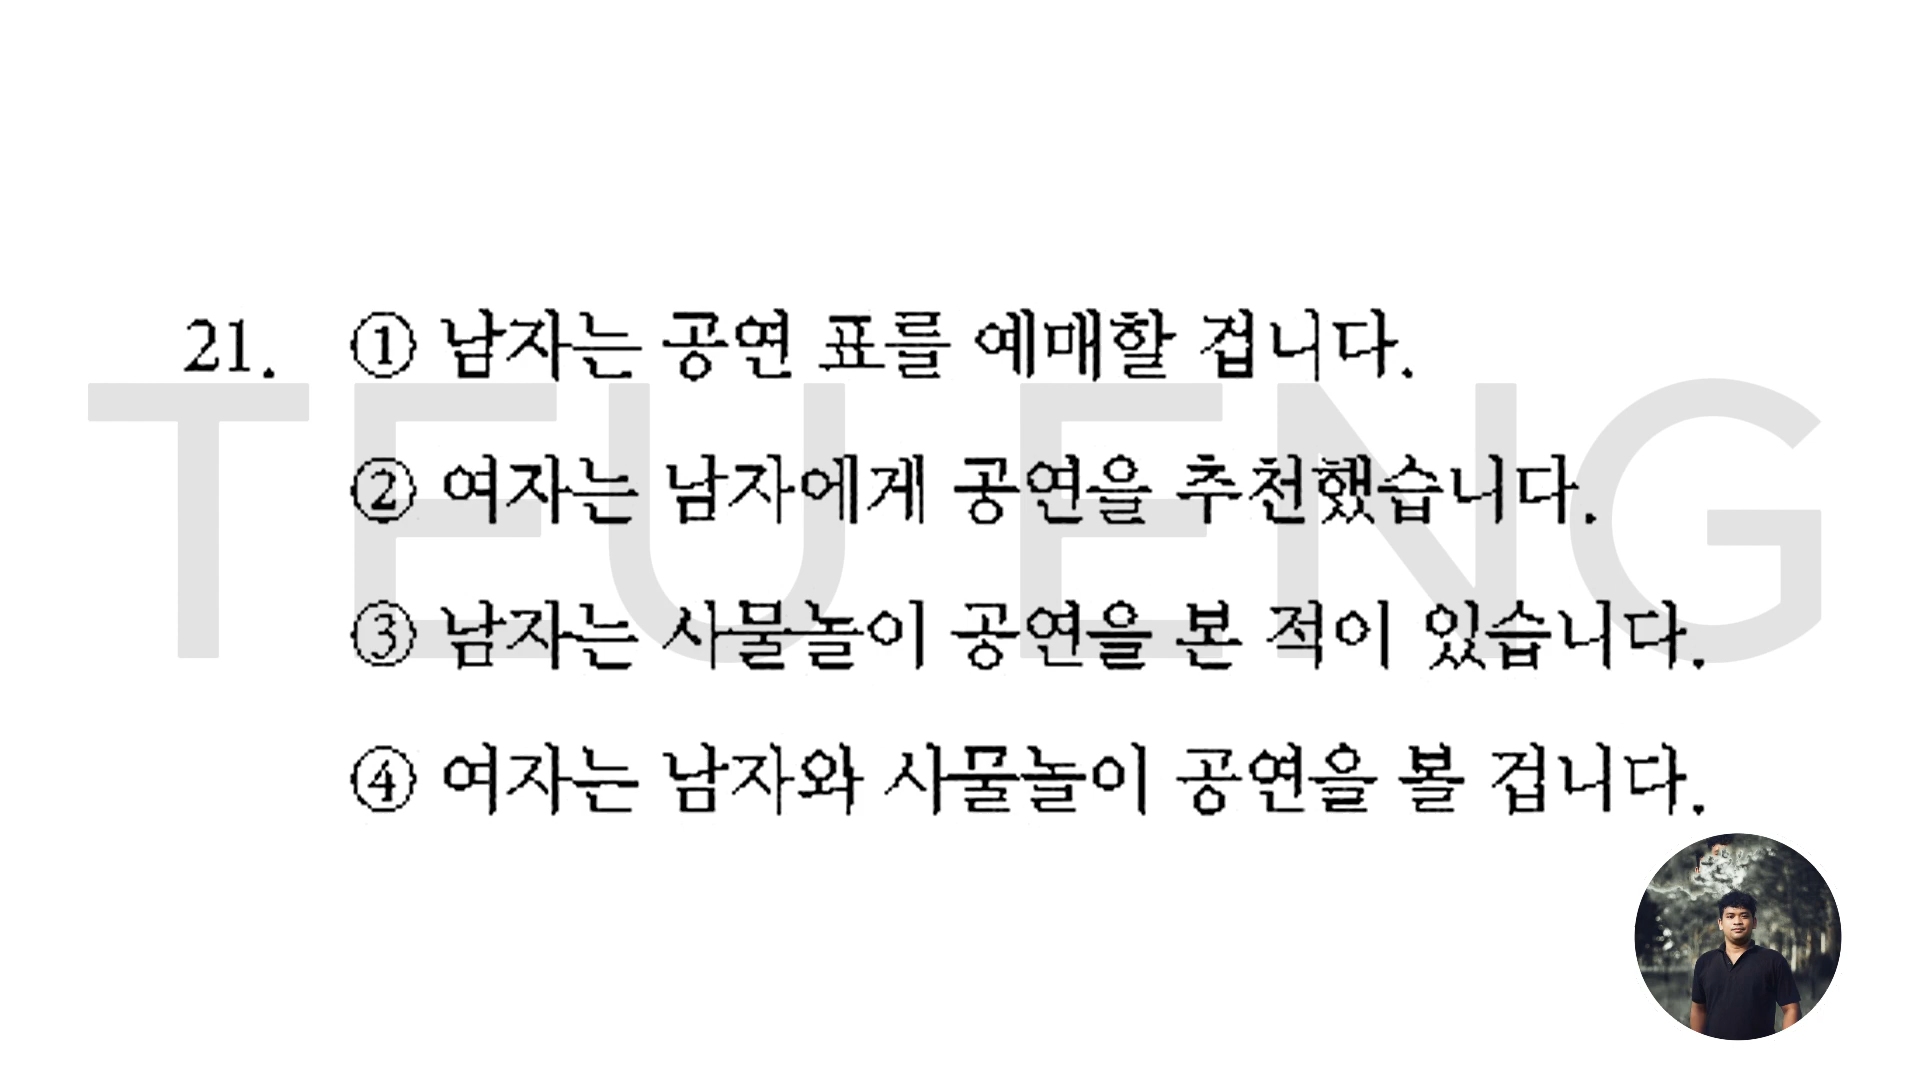 21. ① 남자는 공연 표를 예매할 겁니다.
② 여자는 남자에게 공연을 추천했습니다.
③ 남자는 사물놀이 공연을 본 적이 있습니다.
④ 여자는 남자와 사물놀이 공연을 볼 겁니다.
TEU ENG